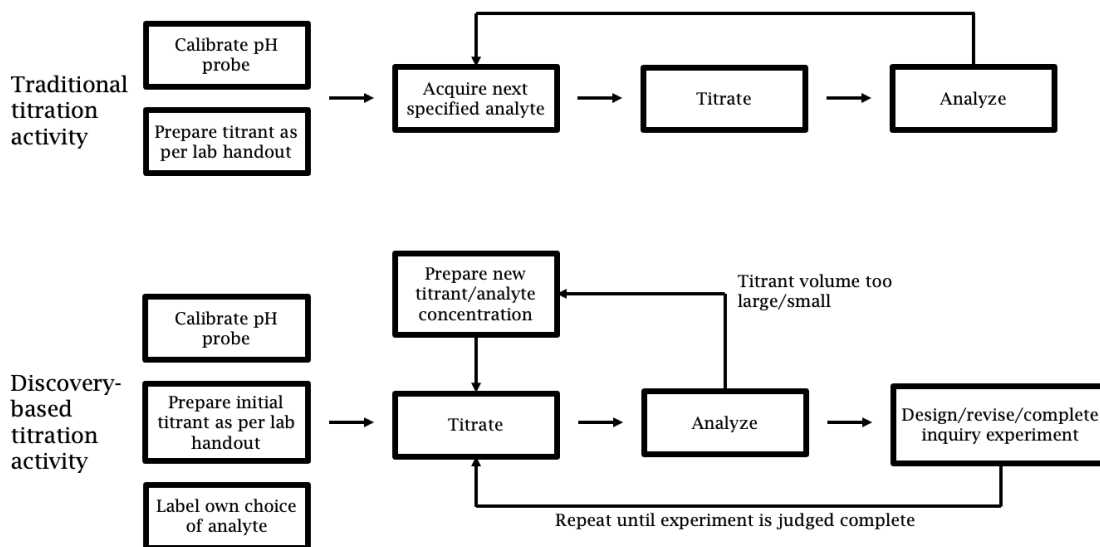 Traditional
titration
activity
Calibrate pH
probe
Prepare titrant as
per lab handout
Acquire next
specified analyte
Titrate
Analyze
Discovery-
based
titration
activity
Calibrate pH
probe
Prepare initial
titrant as per lab
handout
Label own choice
of analyte
Prepare new
titrant/analyte
concentration
Titrant volume too
large/small
Titrate
Analyze
Design/revise/complete
inquiry experiment
Repeat until experiment is judged complete